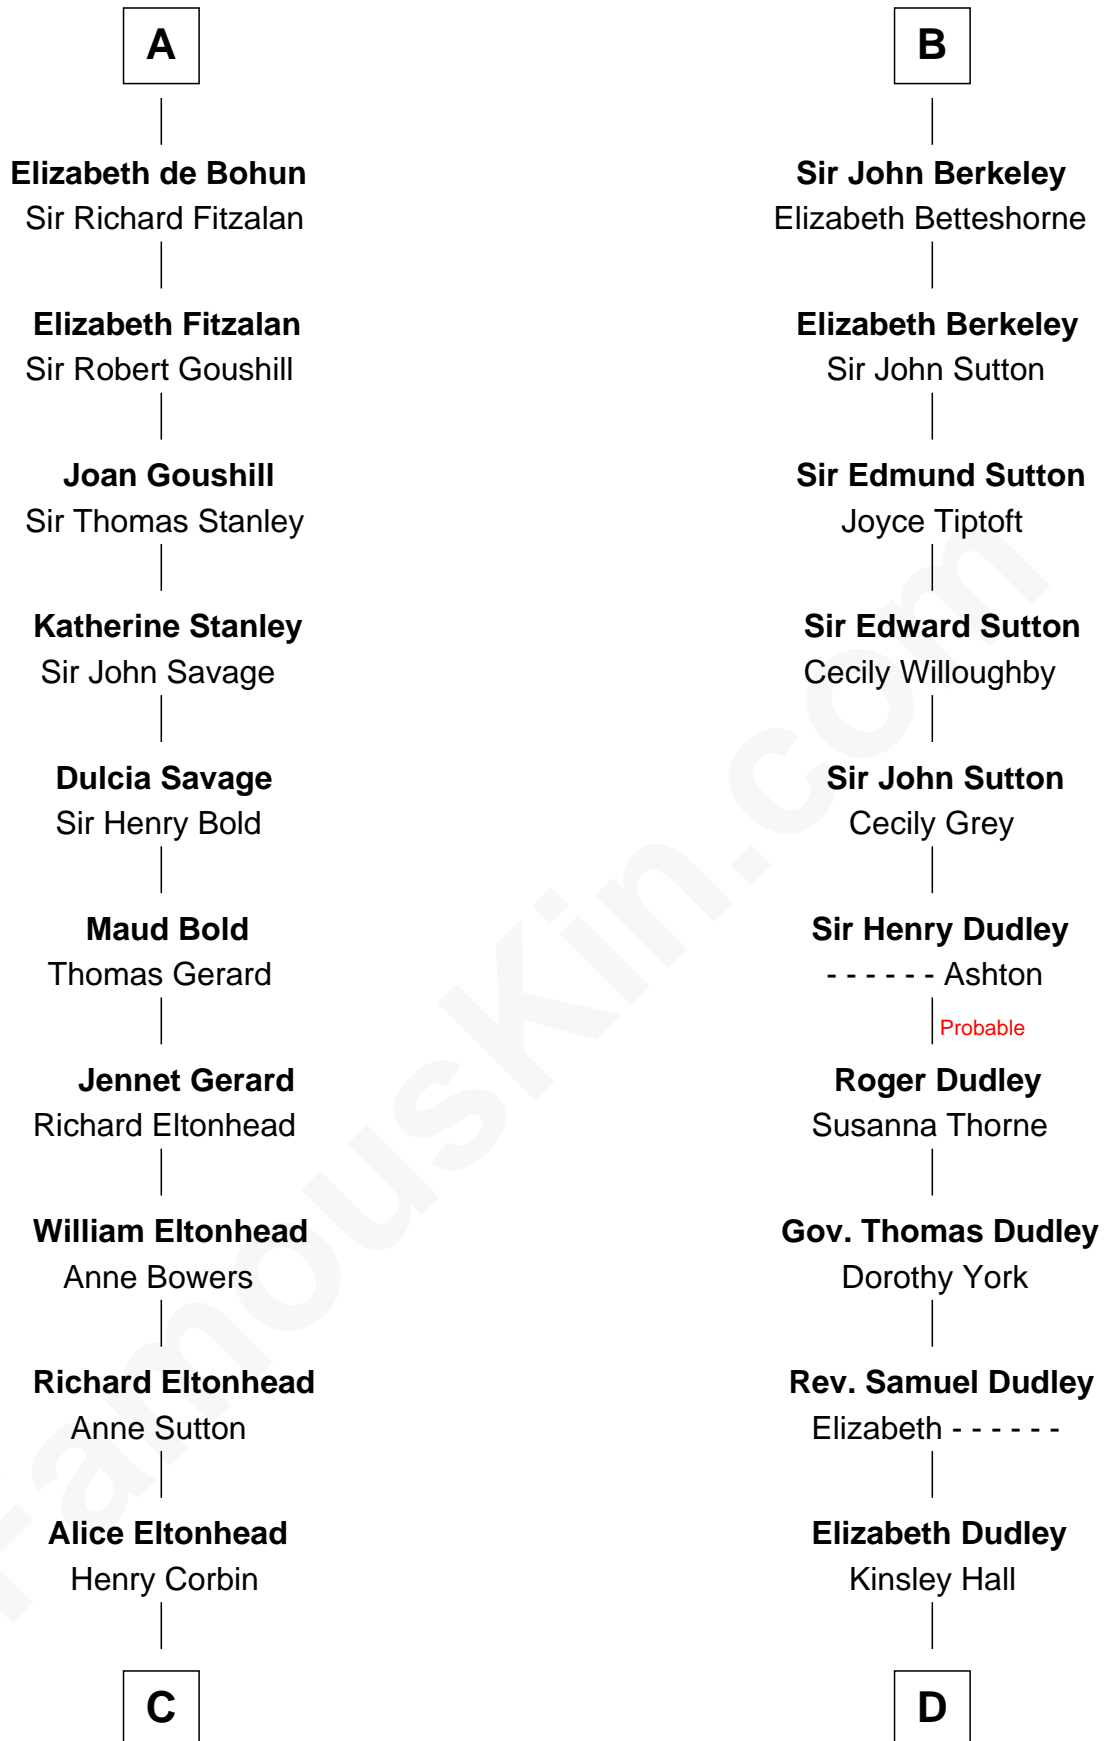 A
Elizabeth de Bohun
Sir Richard Fitzalan
Elizabeth Fitzalan
Sir Robert Goushill
Joan Goushill
Sir Thomas Stanley
Katherine Stanley
Sir John Savage
Dulcia Savage
Sir Henry Bold
Maud Bold
Thomas Gerard
Jennet Gerard
Richard Eltonhead
William Eltonhead
Anne Bowers
Richard Eltonhead
Anne Sutton
Alice Eltonhead
Henry Corbin
C
B
Sir John Berkeley
Elizabeth Betteshorne
Elizabeth Berkeley
Sir John Sutton
Sir Edmund Sutton
Joyce Tiptoft
Sir Edward Sutton
Cecily Willoughby
Sir John Sutton
Cecily Grey
Sir Henry Dudley
- - - - - - Ashton
Probable
Roger Dudley
Susanna Thorne
Gov. Thomas Dudley
Dorothy York
Rev. Samuel Dudley
Elizabeth - - - - - -
Elizabeth Dudley
Kinsley Hall
D
FamousKin.com